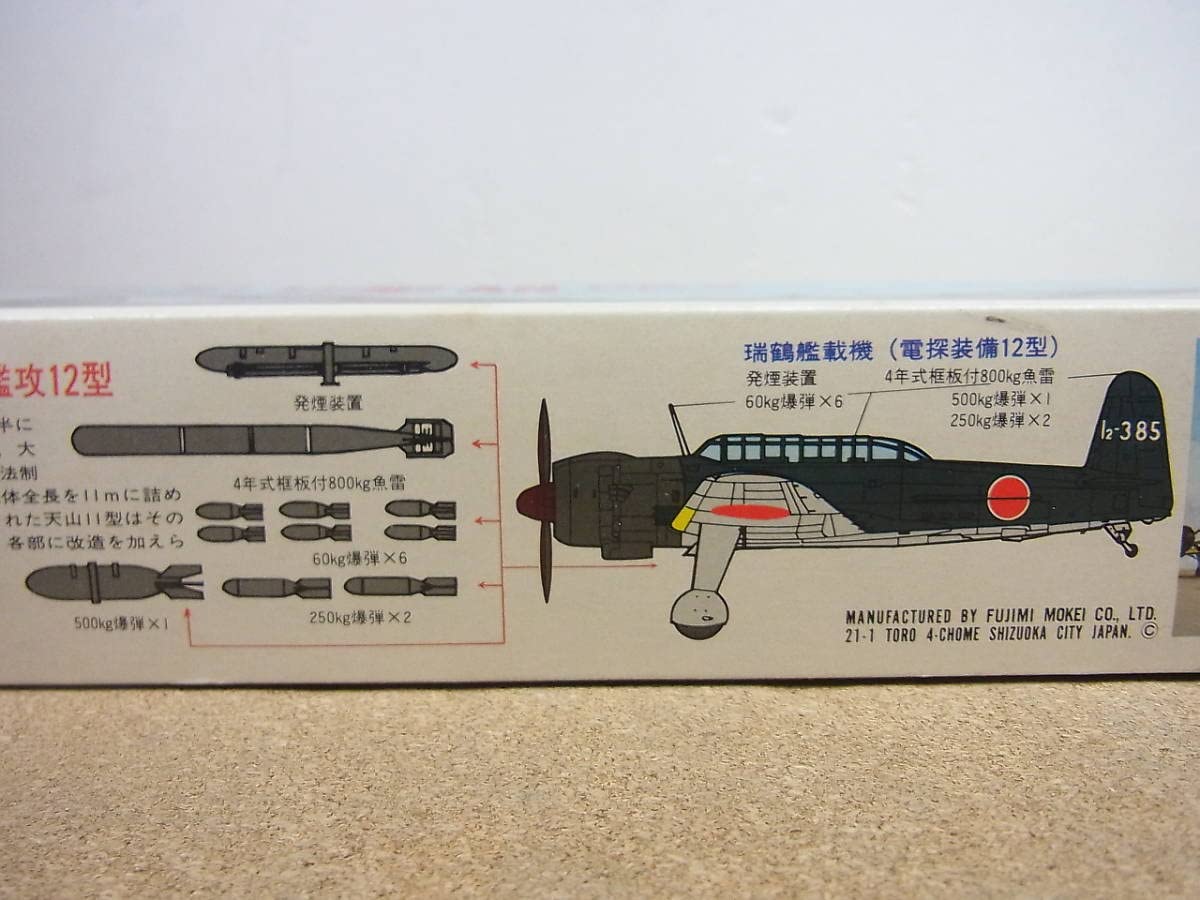 艦攻12型
半に
、大
法制
体全長を11mに詰め
れた天山11型はその
各部に改造を加えら
発煙装置
4年式框板付800kg魚雷
60kg爆弾×6
500kg爆弾×1
250kg爆弾×2
瑞鶴艦載機（電探装備12型）
発煙装置 4年式框板付800kg魚雷
60kg爆弾×6 500kg爆弾×1
250kg爆弾×2
12-385
MANUFACTURED BY FUJIMI MOKEI CO., LTD.
21-1 TORO 4-CHOME SHIZUOKA CITY JAPAN. ©